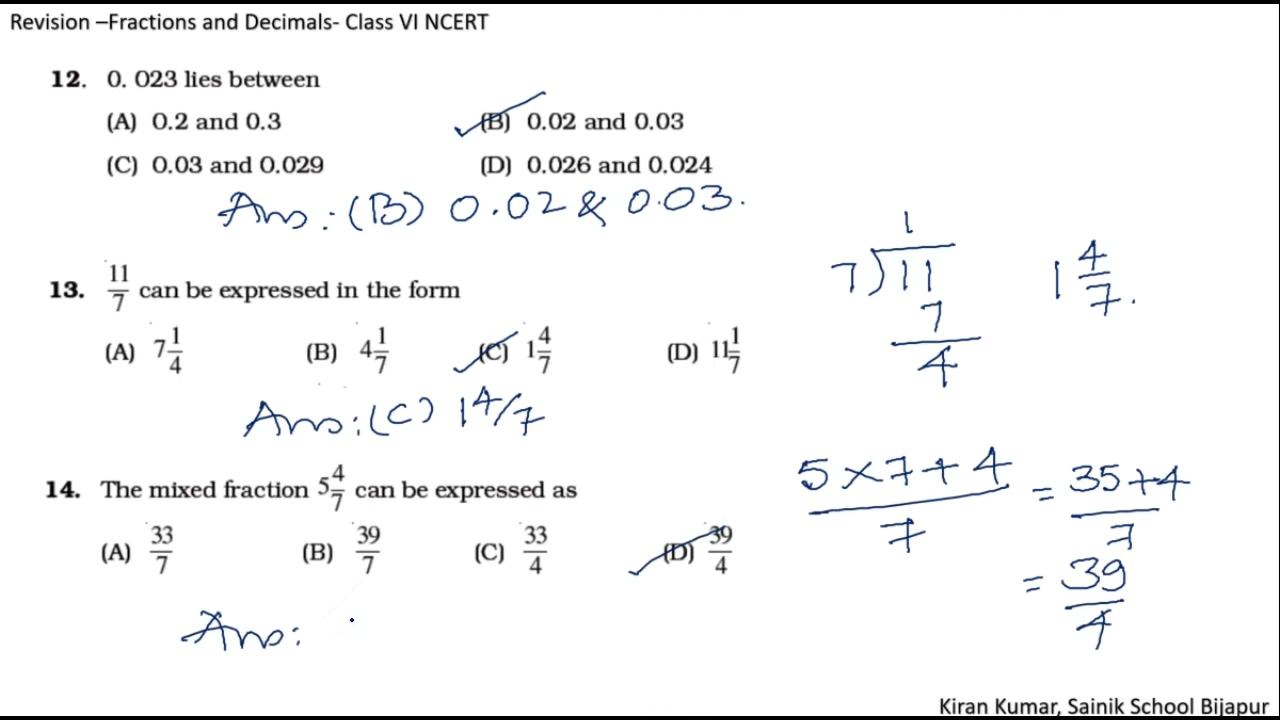 Revision –Fractions and Decimals- Class VI NCERT
12. 0. 023 lies between
(A) 0.2 and 0.3 (B) 0.02 and 0.03
(C) 0.03 and 0.029 (D) 0.026 and 0.024
Ans: (B) 0.02 & 0.03.
13. 11/7 can be expressed in the form
(A) 7 1/4 (B) 4 1/7 (C) 1 4/7 (D) 11 1/7
Ans: (C) 1 4/7
1
7) 11
7
4
1 4/7.
14. The mixed fraction 5 4/7 can be expressed as
(A) 33/7 (B) 39/7 (C) 33/4 (D) 39/4
Ans:
5 × 7 + 4 / 7 = 35 + 4 / 7
= 39/4
Kiran Kumar, Sainik School Bijapur